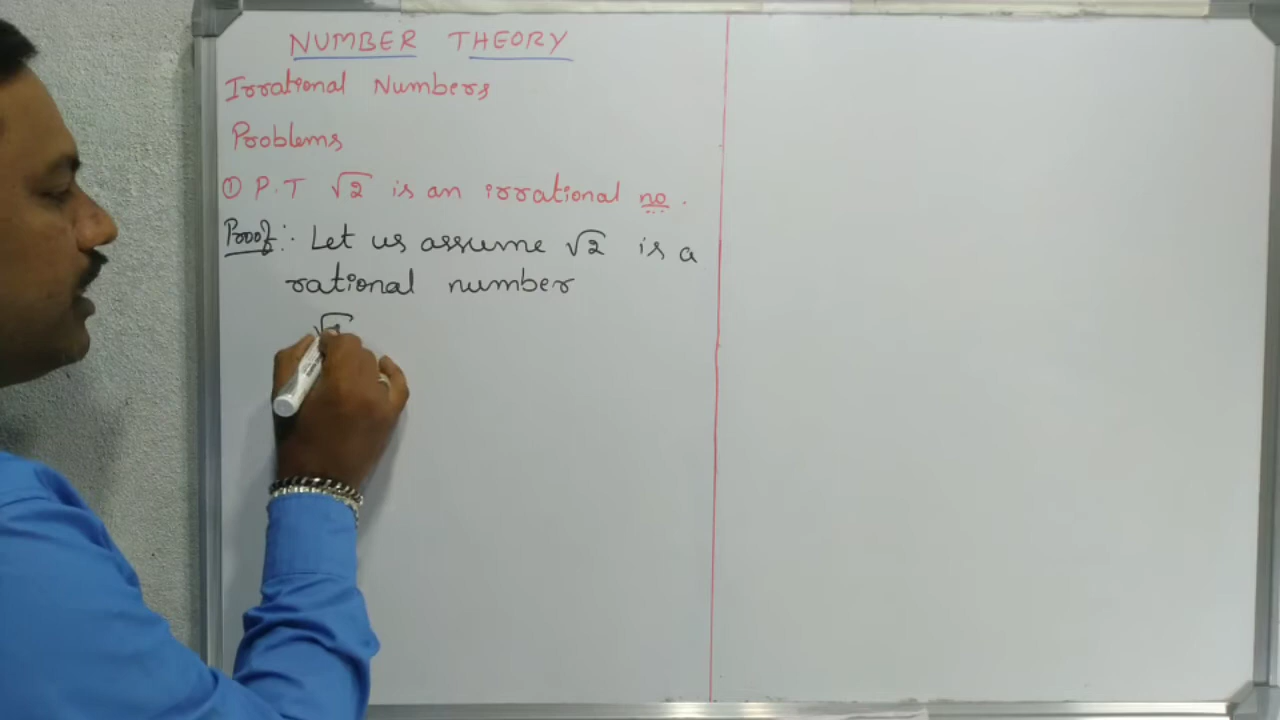 NUMBER THEORY
Irrational Numbers
Problems
① P.T √2 is an irrational no.
Proof:- Let us assume √2 is a
rational number